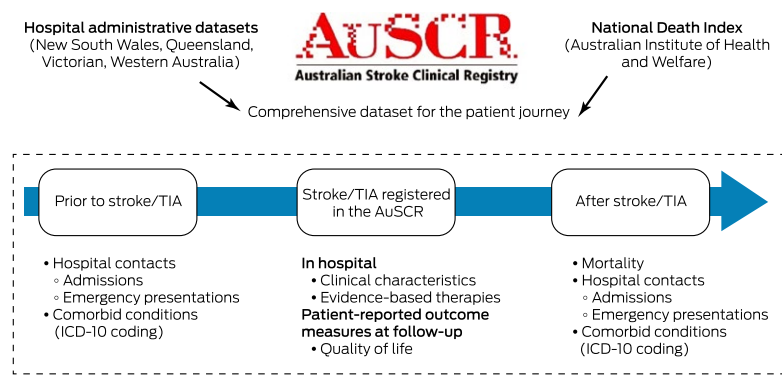 Hospital administrative datasets
(New South Wales, Queensland,
Victorian, Western Australia)
AuSCR
Australian Stroke Clinical Registry
National Death Index
(Australian Institute of Health
and Welfare)
Comprehensive dataset for the patient journey
Prior to stroke/TIA
Stroke/TIA registered
in the AuSCR
After stroke/TIA
• Hospital contacts
◦ Admissions
◦ Emergency presentations
• Comorbid conditions
(ICD-10 coding)
In hospital
• Clinical characteristics
• Evidence-based therapies
Patient-reported outcome
measures at follow-up
• Quality of life
• Mortality
• Hospital contacts
◦ Admissions
◦ Emergency presentations
• Comorbid conditions
(ICD-10 coding)